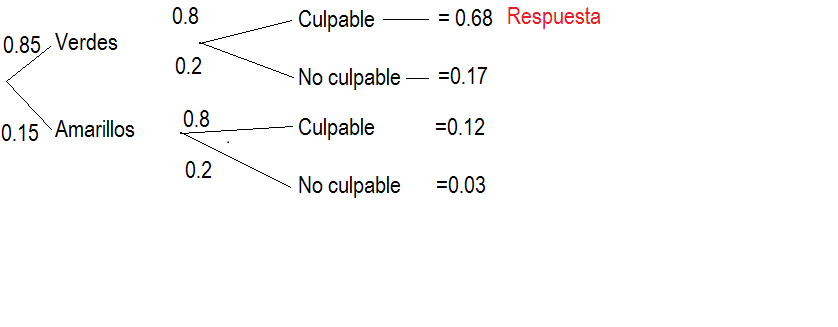 0.8 Culpable = 0.68 Respuesta
0.85 Verdes
0.2 No culpable =0.17
0.15 Amarillos 0.8 Culpable =0.12
0.2 No culpable =0.03